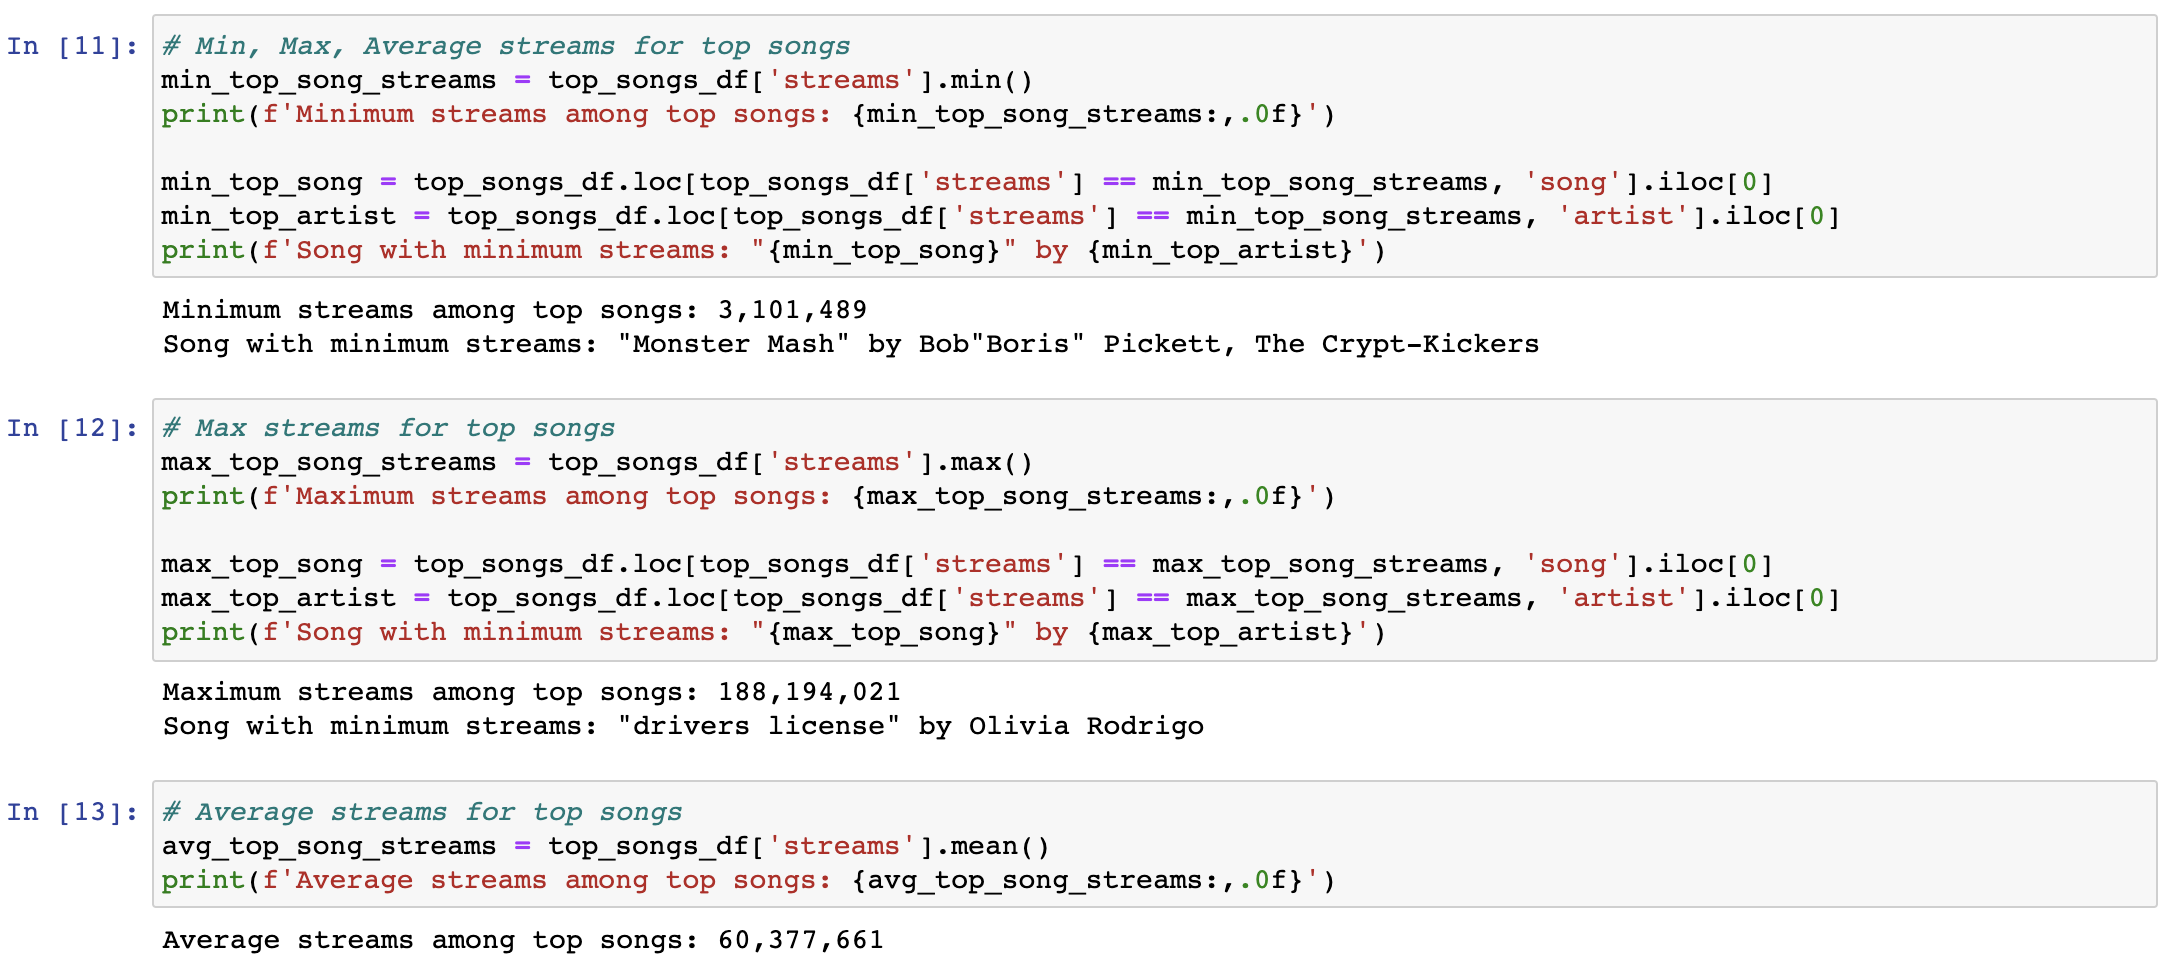 In [11]: # Min, Max, Average streams for top songs
min_top_song_streams = top_songs_df['streams'].min()
print(f'Minimum streams among top songs: {min_top_song_streams:,.0f}')
min_top_song = top_songs_df.loc[top_songs_df['streams'] == min_top_song_streams, 'song'].iloc[0]
min_top_artist = top_songs_df.loc[top_songs_df['streams'] == min_top_song_streams, 'artist'].iloc[0]
print(f'Song with minimum streams: "{min_top_song}" by {min_top_artist}')
Minimum streams among top songs: 3,101,489
Song with minimum streams: "Monster Mash" by Bob"Boris" Pickett, The Crypt-Kickers
In [12]: # Max streams for top songs
max_top_song_streams = top_songs_df['streams'].max()
print(f'Maximum streams among top songs: {max_top_song_streams:,.0f}')
max_top_song = top_songs_df.loc[top_songs_df['streams'] == max_top_song_streams, 'song'].iloc[0]
max_top_artist = top_songs_df.loc[top_songs_df['streams'] == max_top_song_streams, 'artist'].iloc[0]
print(f'Song with minimum streams: "{max_top_song}" by {max_top_artist}')
Maximum streams among top songs: 188,194,021
Song with minimum streams: "drivers license" by Olivia Rodrigo
In [13]: # Average streams for top songs
avg_top_song_streams = top_songs_df['streams'].mean()
print(f'Average streams among top songs: {avg_top_song_streams:,.0f}')
Average streams among top songs: 60,377,661